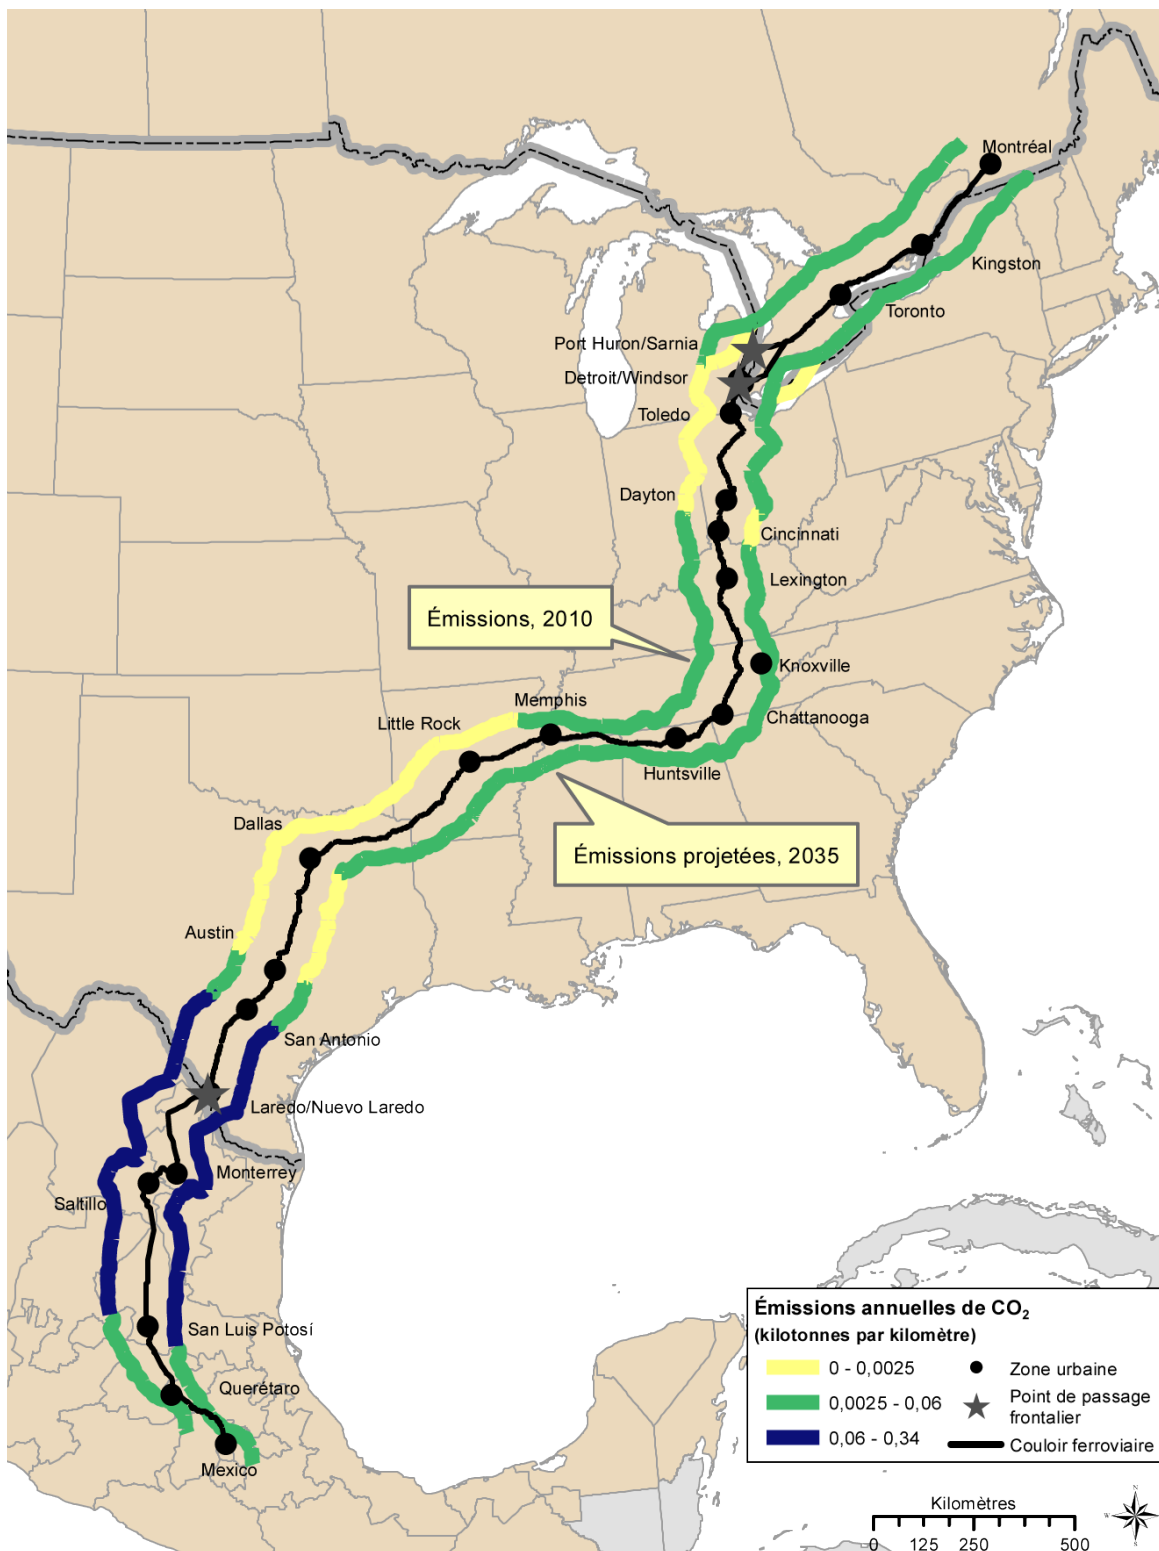 Montréal
Kingston
Toronto
Port Huron/Sarnia
Detroit/Windsor
Toledo
Dayton
Cincinnati
Lexington
Émissions, 2010
Knoxville
Memphis
Little Rock
Chattanooga
Huntsville
Dallas
Émissions projetées, 2035
Austin
San Antonio
Laredo/Nuevo Laredo
Monterrey
Saltillo
San Luis Potosí
Querétaro
Mexico
Émissions annuelles de CO₂
(kilotonnes par kilomètre)
0 - 0,0025
0,0025 - 0,06
0,06 - 0,34
Zone urbaine
Point de passage
frontalier
Couloir ferroviaire
Kilomètres
0 125 250 500
N
W E
S